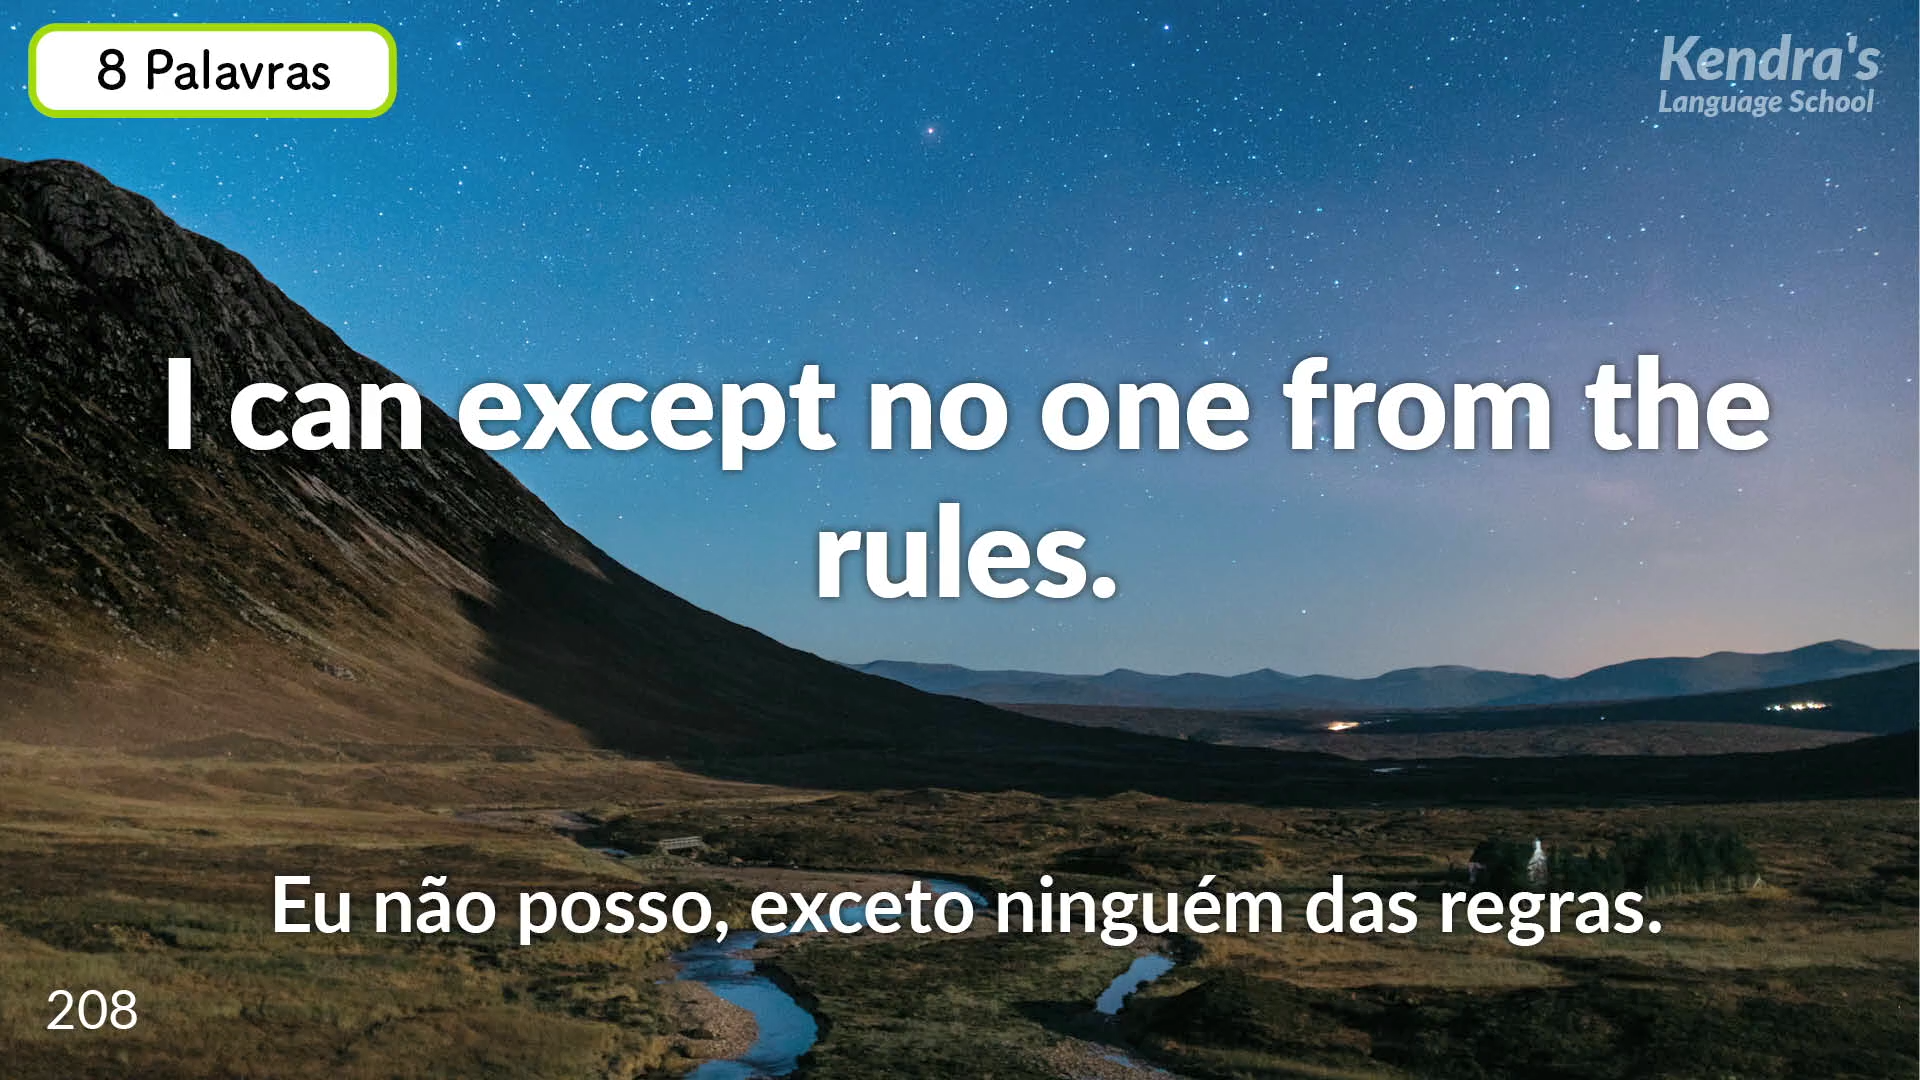 8 Palavras
Kendra's
Language School
I can except no one from the
rules.
Eu não posso, exceto ninguém das regras.
208